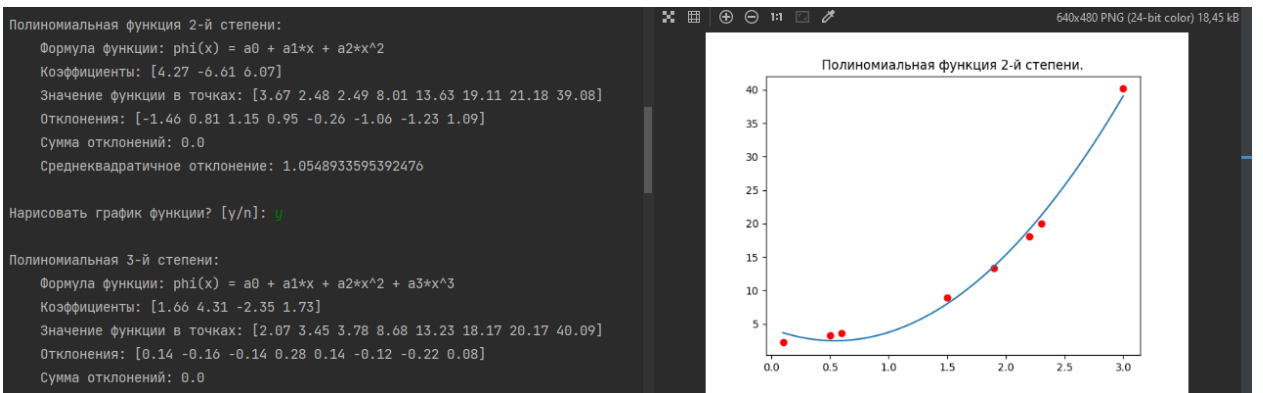 Полиномиальная функция 2-й степени:
Формула функции: phi(x) = a0 + a1*x + a2*x^2
Коэффициенты: [4.27 -6.61 6.07]
Значение функции в точках: [3.67 2.48 2.49 8.01 13.63 19.11 21.18 39.08]
Отклонения: [-1.46 0.81 1.15 0.95 -0.26 -1.06 -1.23 1.09]
Сумма отклонений: 0.0
Среднеквадратичное отклонение: 1.0548933595392476
Нарисовать график функции? [y/n]: y
Полиномиальная 3-й степени:
Формула функции: phi(x) = a0 + a1*x + a2*x^2 + a3*x^3
Коэффициенты: [1.66 4.31 -2.35 1.73]
Значение функции в точках: [2.07 3.45 3.78 8.68 13.23 18.17 20.17 40.09]
Отклонения: [0.14 -0.16 -0.14 0.28 0.14 -0.12 -0.22 0.08]
Сумма отклонений: 0.0
1:1
640x480 PNG (24-bit color) 18,45 kB
Полиномиальная функция 2-й степени.
40
35
30
25
20
15
10
5
0.0 0.5 1.0 1.5 2.0 2.5 3.0